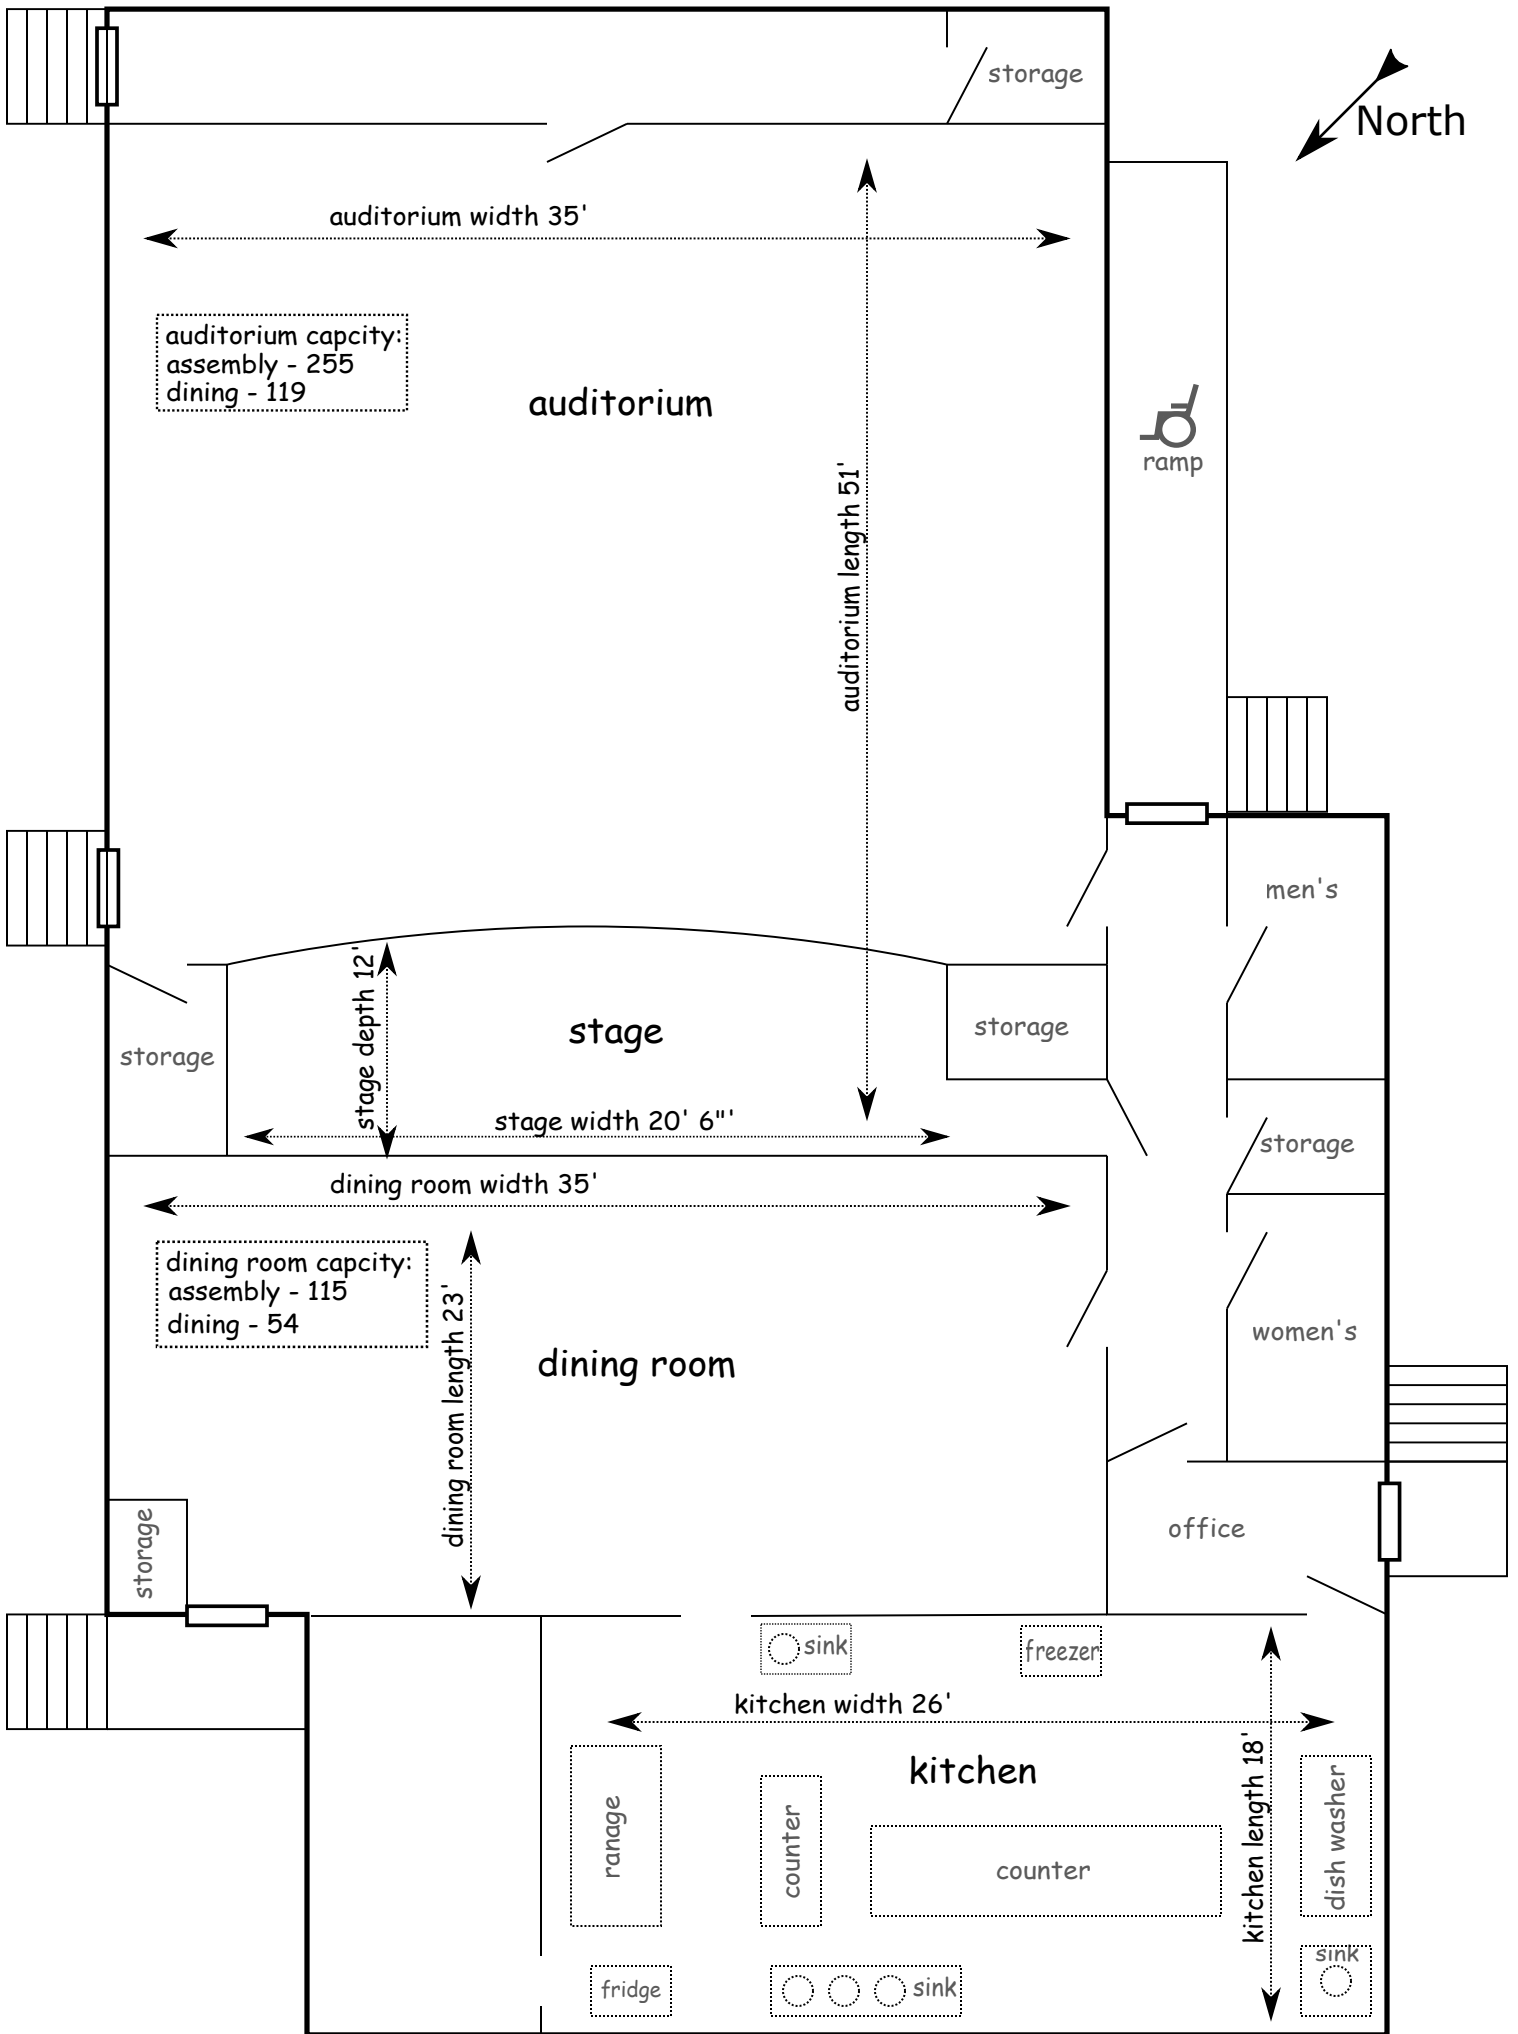 storage
North
auditorium width 35'
auditorium capcity:
assembly - 255
dining - 119
auditorium
ramp
auditorium length 51'
men's
stage depth 12'
stage
storage
storage
stage width 20' 6"'
storage
dining room width 35'
dining room capcity:
assembly - 115
dining - 54
dining room length 23'
women's
dining room
storage
office
sink
freezer
kitchen width 26'
kitchen
kitchen length 18'
ranage
counter
counter
dish washer
sink
fridge
sink